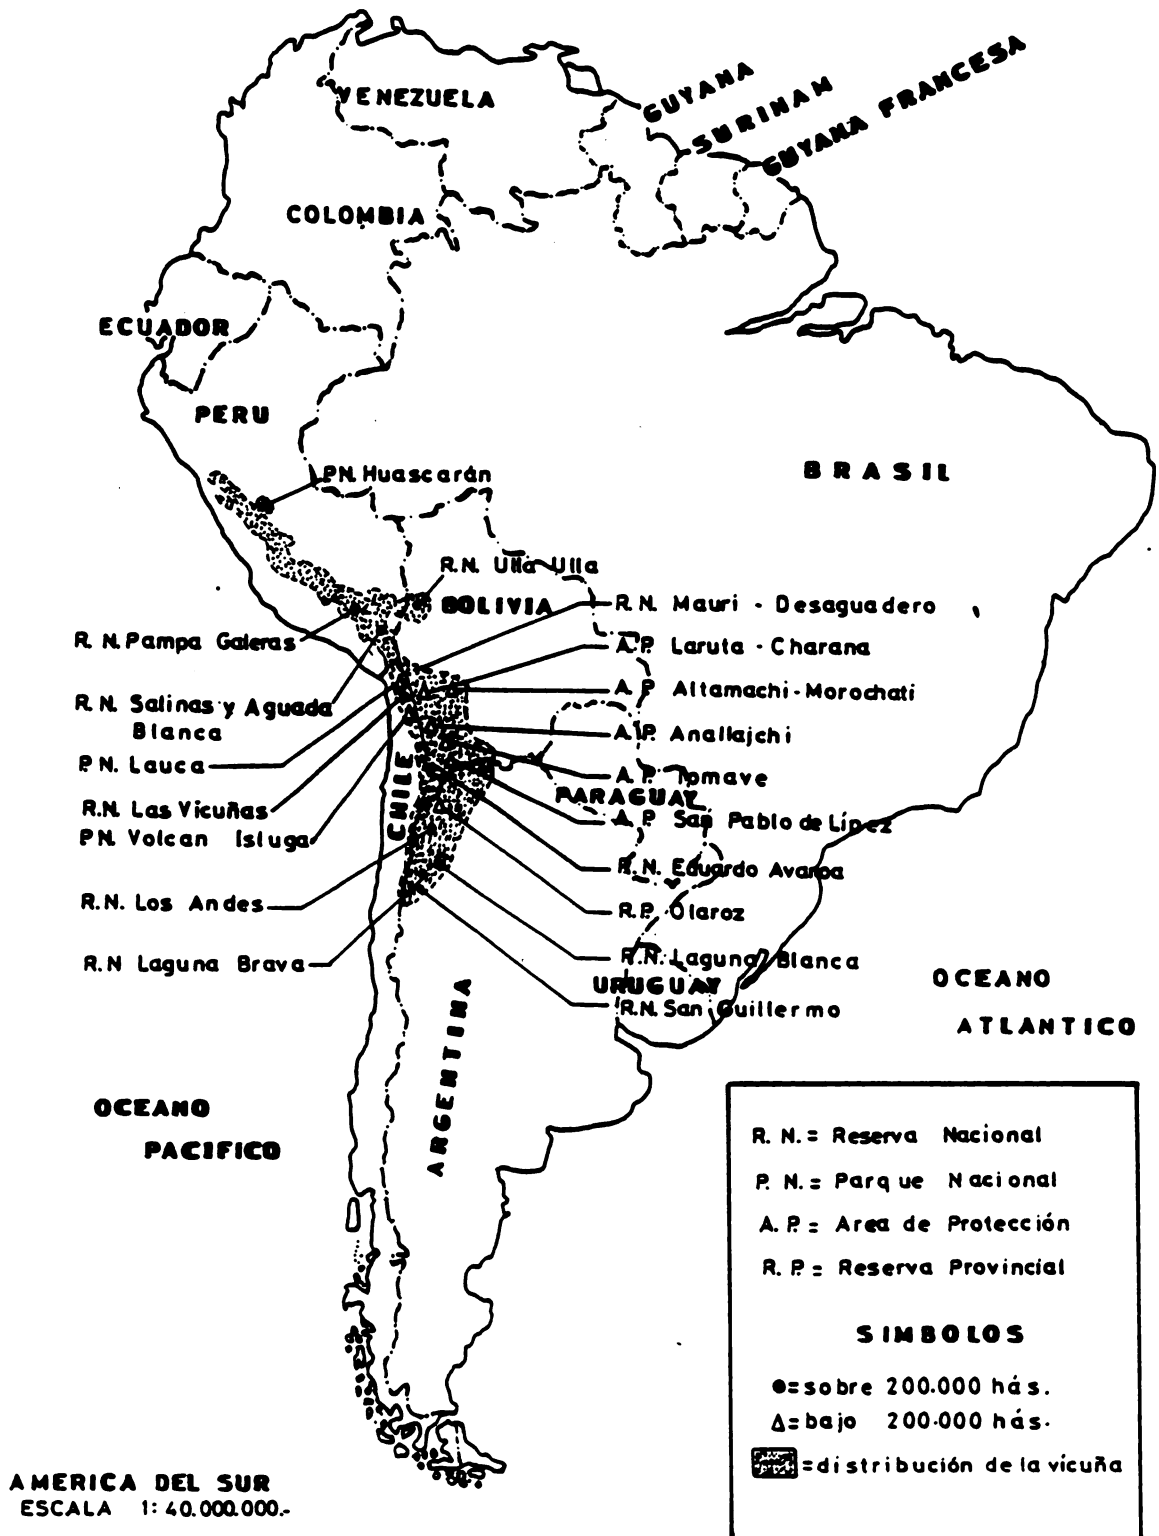 VENEZUELA
GUYANA
SURINAM
GUYANA FRANCESA
COLOMBIA
ECUADOR
PERU
BRASIL
P.N. Huascarán
R.N. Ulla Ulla
BOLIVIA
R.N. Mauri - Desaguadero
R. N. Pampa Galeras
A.P. Laruta - Charana
A. P. Altamachi - Morochati
R. N. Salinas y Aguada
Blanca
A.P. Anallajchi
P. N. Lauca
CHILE
A. P. Tomave
PARAGUAY
R.N. Las Vicuñas
A. P. San Pablo de Lípez
P.N. Volcan Isluga
R.N. Eduardo Avaroa
R.N. Los Andes
R.P. Olaroz
R.N Laguna Brava
R.N. Laguna Blanca
URUGUAY
R.N. San Guillermo
OCEANO
ATLANTICO
ARGENTINA
OCEANO
PACIFICO
R. N. = Reserva Nacional
P. N. = Parque Nacional
A. P. = Area de Protección
R. P. = Reserva Provincial
SIMBOLOS
●=sobre 200.000 hás.
Δ=bajo 200.000 hás.
=distribución de la vicuña
AMERICA DEL SUR
ESCALA 1: 40.000.000.-